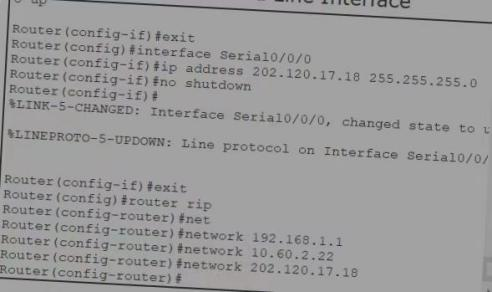 up
Line Interface
Router(config-if)#exit
Router(config)#interface Serial0/0/0
Router(config-if)#ip address 202.120.17.18 255.255.255.0
Router(config-if)#no shutdown
Router(config-if)#
%LINK-5-CHANGED: Interface Serial0/0/0, changed state to u
%LINEPROTO-5-UPDOWN: Line protocol on Interface Serial0/0/
Router(config-if)#exit
Router(config)#router rip
Router(config-router)#net
Router(config-router)#network 192.168.1.1
Router(config-router)#network 10.60.2.22
Router(config-router)#network 202.120.17.18
Router(config-router)#